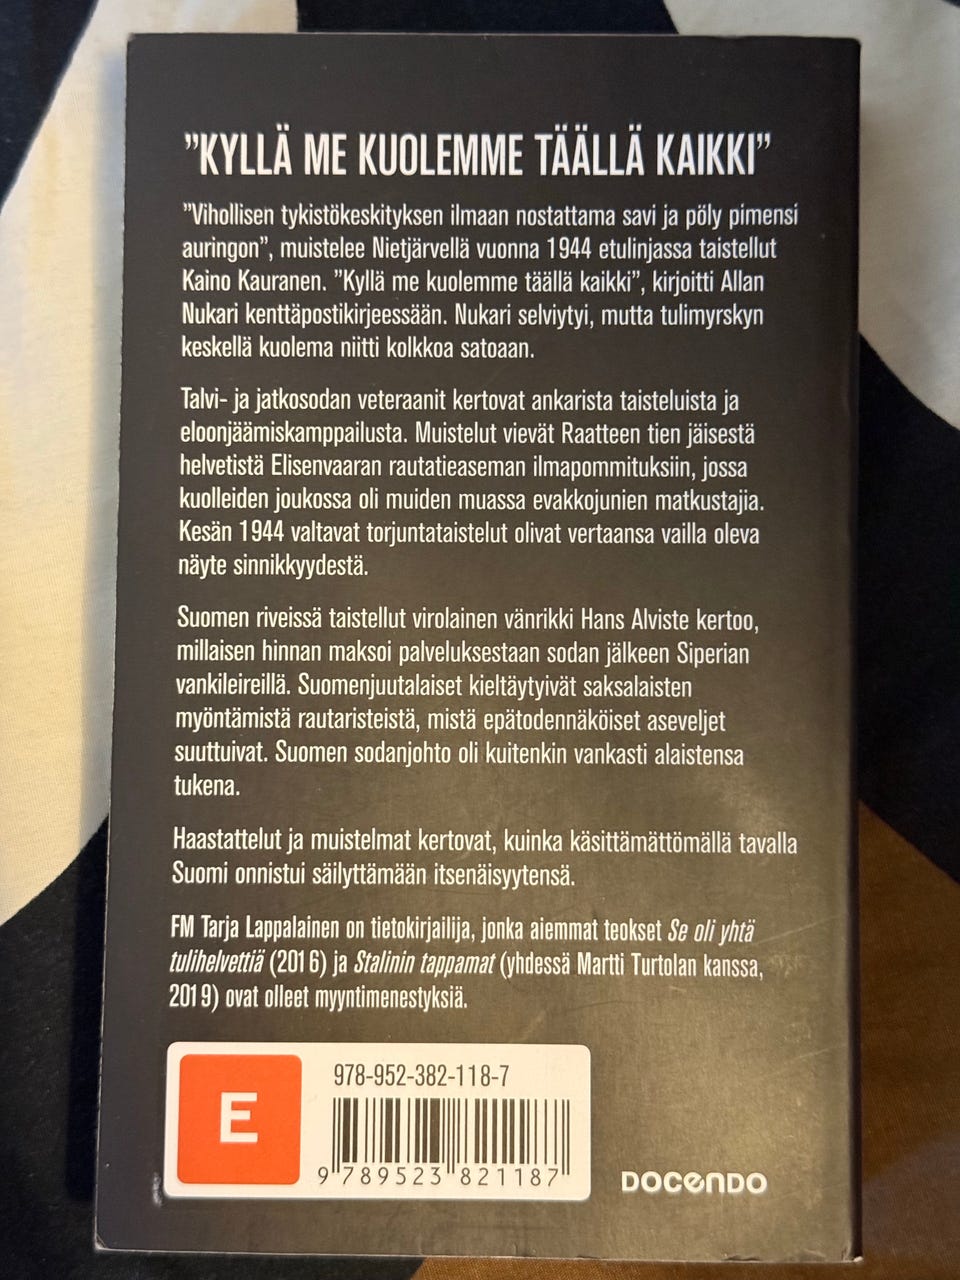 ”KYLLÄ ME KUOLEMME TÄÄLLÄ KAIKKI”
”Vihollisen tykistökeskityksen ilmaan nostattama savi ja pöly pimensi
auringon”, muistelee Nietjärvellä vuonna 1944 etulinjassa taistellut
Kaino Kauranen. ”Kyllä me kuolemme täällä kaikki”, kirjoitti Allan
Nukari kenttäpostikirjeessään. Nukari selviytyi, mutta tulimyrskyn
keskellä kuolema niitti kolkkoa satoaan.
Talvi- ja jatkosodan veteraanit kertovat ankarista taisteluista ja
eloonjäämiskamppailusta. Muistelut vievät Raatteen tien jäisestä
helvetistä Elisenvaaran rautatieaseman ilmapommituksiin, jossa
kuolleiden joukossa oli muiden muassa evakkojunien matkustajia.
Kesän 1944 valtavat torjuntataistelut olivat vertaansa vailla oleva
näyte sinnikkyydestä.
Suomen riveissä taistellut virolainen vänrikki Hans Alviste kertoo,
millaisen hinnan maksoi palveluksestaan sodan jälkeen Siperian
vankileireillä. Suomenjuutalaiset kieltäytyivät saksalaisten
myöntämistä rautaristeistä, mistä epätodennäköiset aseveljet
suuttuivat. Suomen sodanjohto oli kuitenkin vankasti alaistensa
tukena.
Haastattelut ja muistelmat kertovat, kuinka käsittämättömällä tavalla
Suomi onnistui säilyttämään itsenäisyytensä.
FM Tarja Lappalainen on tietokirjailija, jonka aiemmat teokset Se oli yhtä
tulihelvettiä (2016) ja Stalinin tappamat (yhdessä Martti Turtolan kanssa,
2019) ovat olleet myyntimenestyksiä.
E
978-952-382-118-7
9 789523 821187
DOCENDO